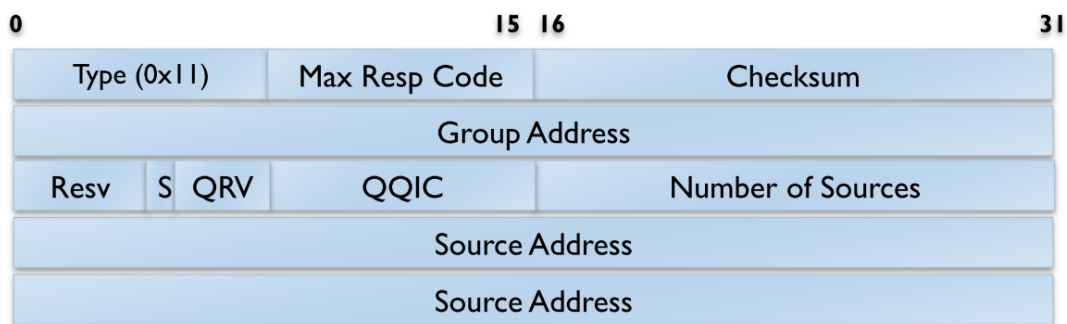 0 15 16 31
Type (0x11) Max Resp Code Checksum
Group Address
Resv S QRV QQIC Number of Sources
Source Address
Source Address